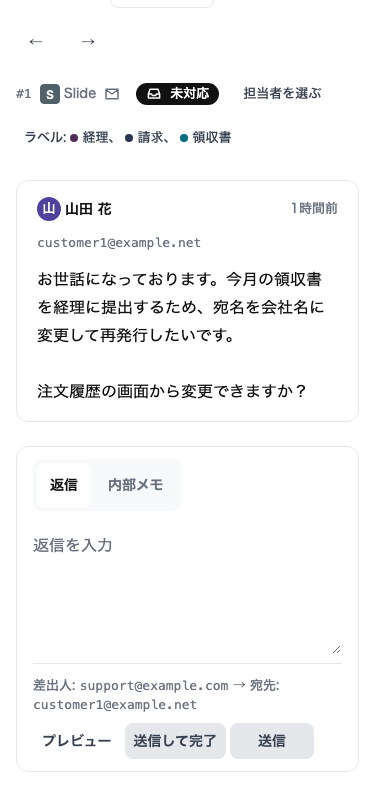 ← →
#1 S Slide 未対応 担当者を選ぶ
ラベル: 経理、 請求、 領収書
山 山田 花 1時間前
customer1@example.net
お世話になっております。今月の領収書
を経理に提出するため、宛名を会社名に
変更して再発行したいです。
注文履歴の画面から変更できますか？
返信 内部メモ
返信を入力
差出人: support@example.com → 宛先:
customer1@example.net
プレビュー 送信して完了 送信